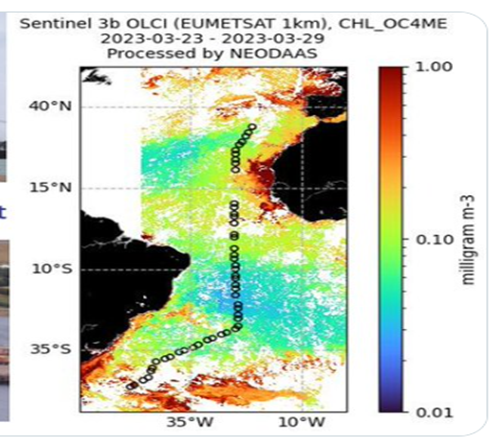 Sentinel 3b OLCI (EUMETSAT 1km), CHL_OC4ME
2023-03-23 - 2023-03-29
Processed by NEODAAS
40°N
15°N
10°S
35°S
35°W
10°W
1.00
0.10
0.01
milligram m-3
t